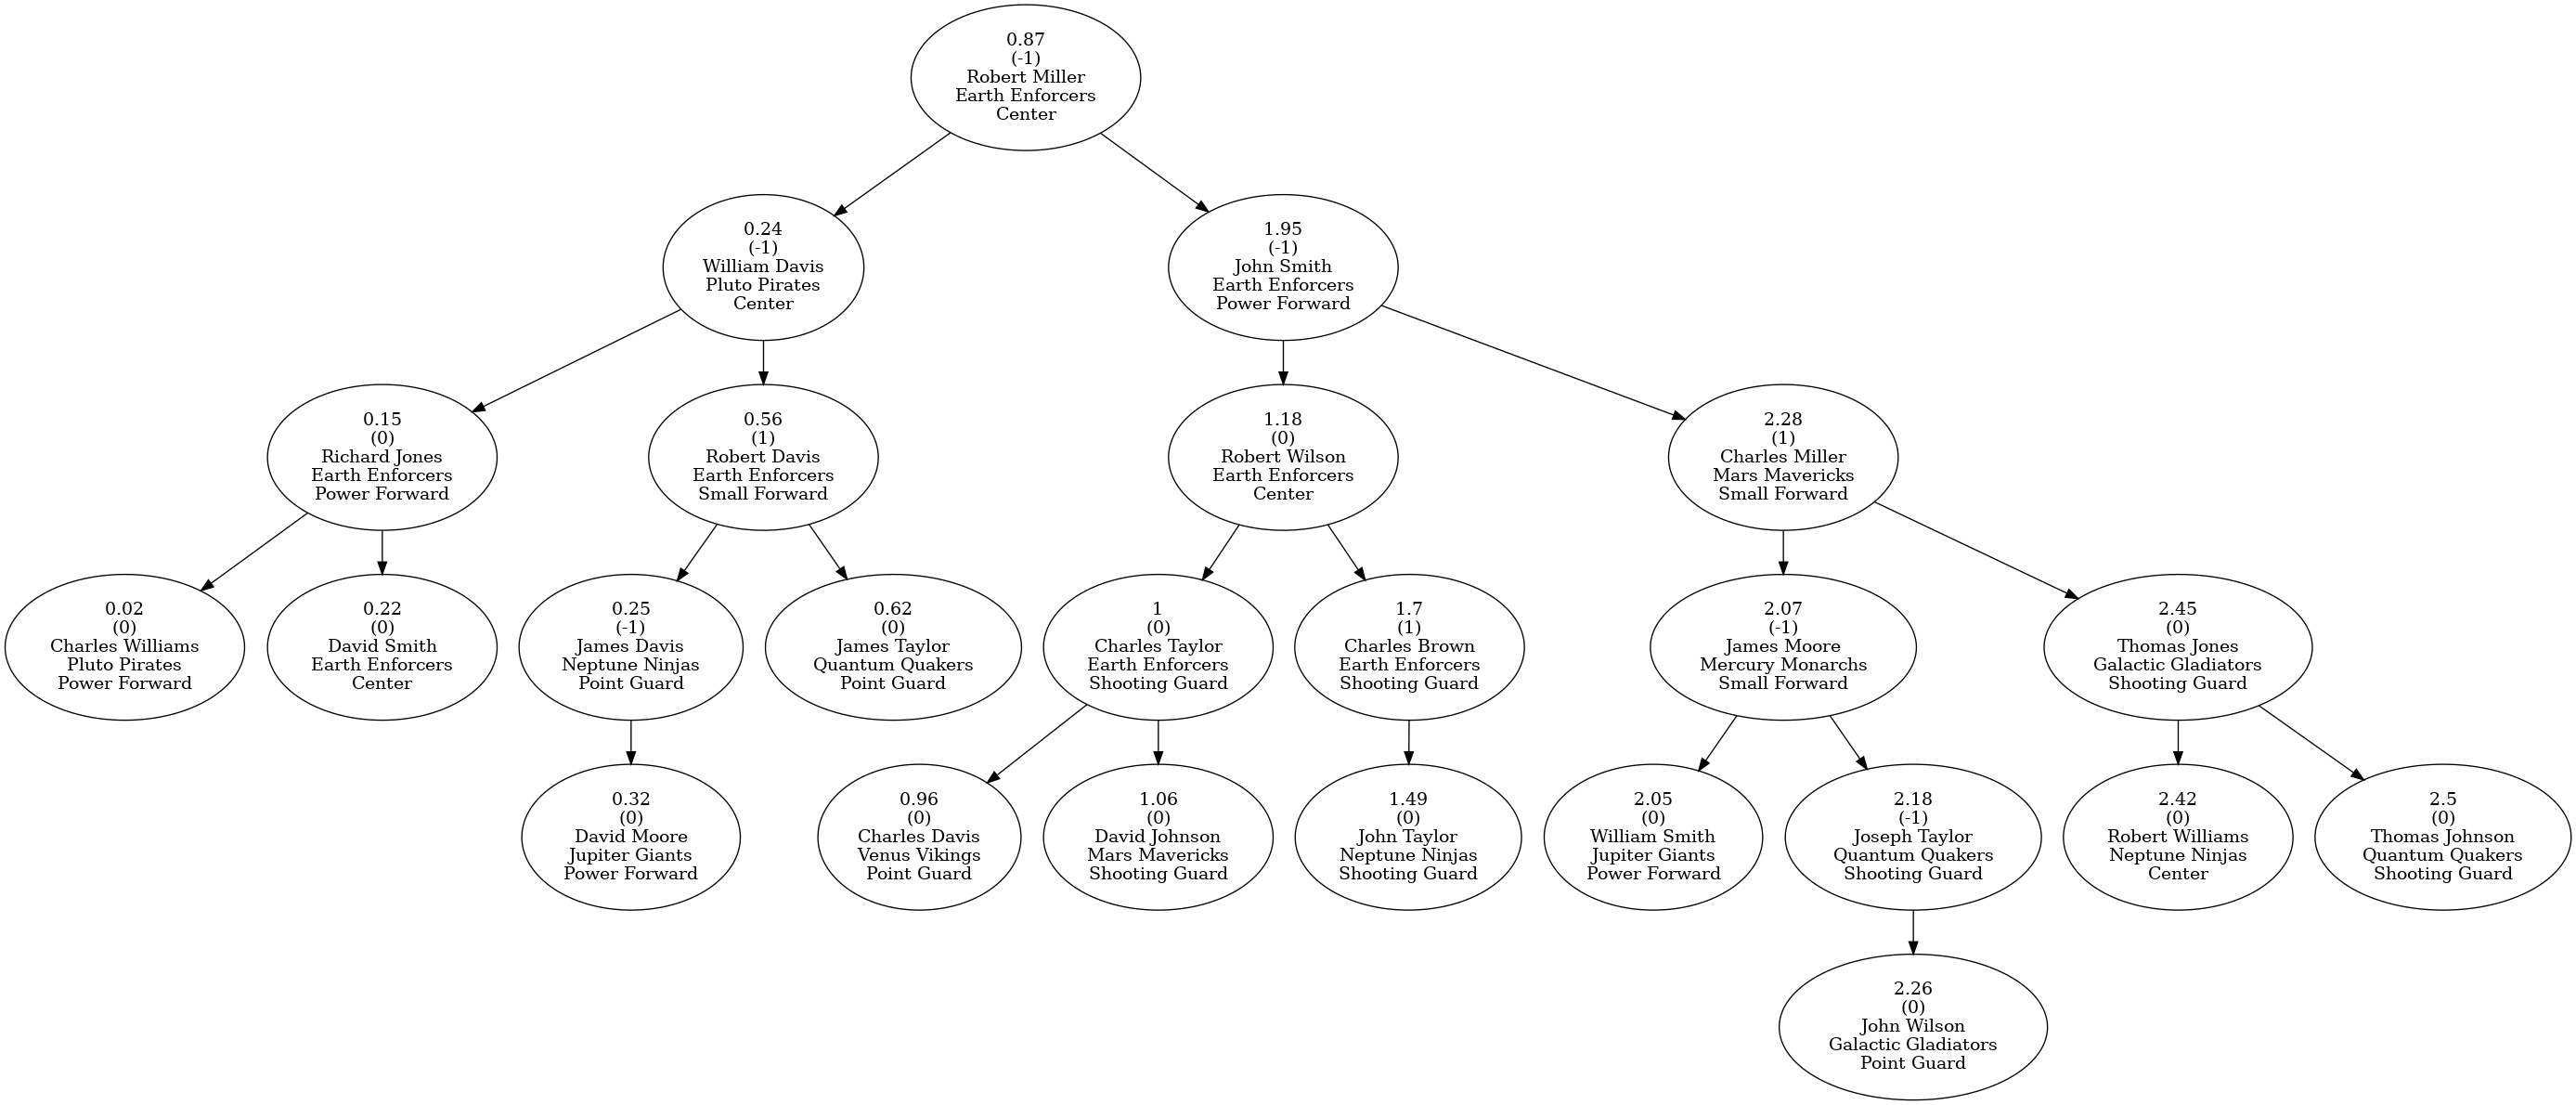 0.87
(-1)
Robert Miller
Earth Enforcers
Center
0.24
(-1)
William Davis
Pluto Pirates
Center
1.95
(-1)
John Smith
Earth Enforcers
Power Forward
0.15
(0)
Richard Jones
Earth Enforcers
Power Forward
0.56
(1)
Robert Davis
Earth Enforcers
Small Forward
1.18
(0)
Robert Wilson
Earth Enforcers
Center
2.28
(1)
Charles Miller
Mars Mavericks
Small Forward
0.02
(0)
Charles Williams
Pluto Pirates
Power Forward
0.22
(0)
David Smith
Earth Enforcers
Center
0.25
(-1)
James Davis
Neptune Ninjas
Point Guard
0.62
(0)
James Taylor
Quantum Quakers
Point Guard
1
(0)
Charles Taylor
Earth Enforcers
Shooting Guard
1.7
(1)
Charles Brown
Earth Enforcers
Shooting Guard
2.07
(-1)
James Moore
Mercury Monarchs
Small Forward
2.45
(0)
Thomas Jones
Galactic Gladiators
Shooting Guard
0.32
(0)
David Moore
Jupiter Giants
Power Forward
0.96
(0)
Charles Davis
Venus Vikings
Point Guard
1.06
(0)
David Johnson
Mars Mavericks
Shooting Guard
1.49
(0)
John Taylor
Neptune Ninjas
Shooting Guard
2.05
(0)
William Smith
Jupiter Giants
Power Forward
2.18
(-1)
Joseph Taylor
Quantum Quakers
Shooting Guard
2.42
(0)
Robert Williams
Neptune Ninjas
Center
2.5
(0)
Thomas Johnson
Quantum Quakers
Shooting Guard
2.26
(0)
John Wilson
Galactic Gladiators
Point Guard